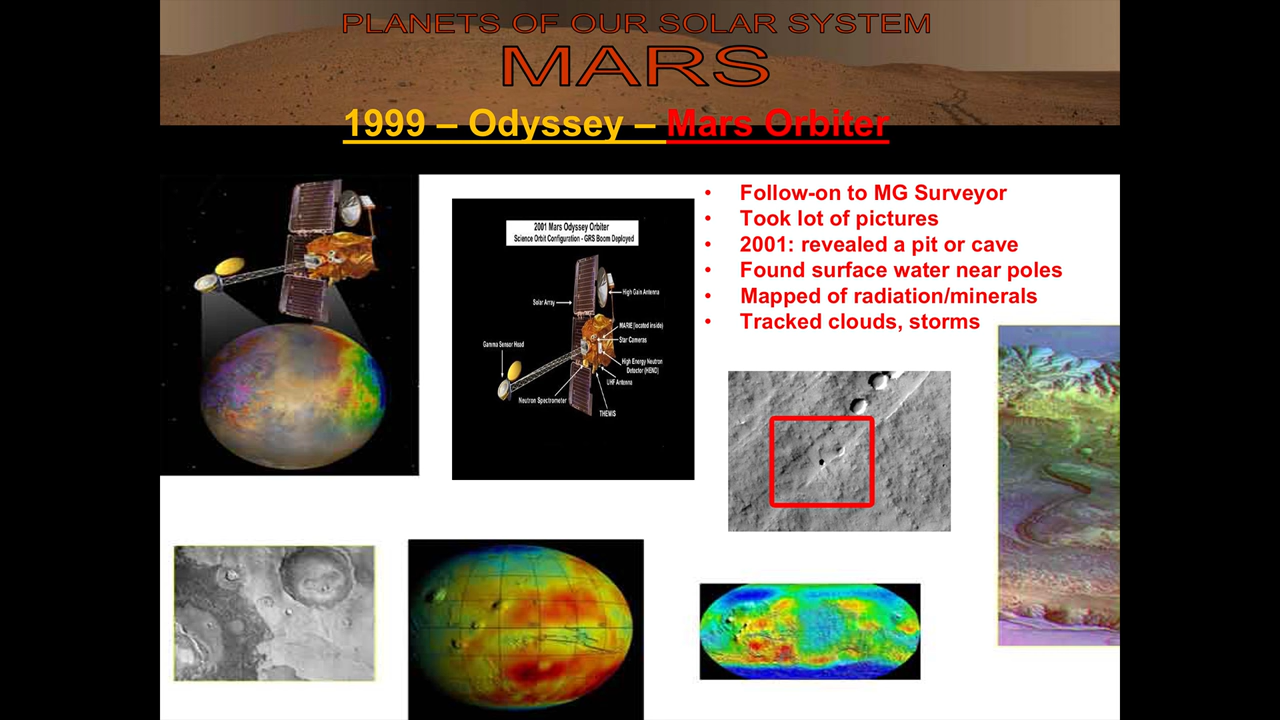 PLANETS OF OUR SOLAR SYSTEM
MARS
1999 – Odyssey – Mars Orbiter
• Follow-on to MG Surveyor
• Took lot of pictures
• 2001: revealed a pit or cave
• Found surface water near poles
• Mapped of radiation/minerals
• Tracked clouds, storms
2001 Mars Odyssey Orbiter
Science Orbit Configuration - GRS Boom Deployed
High Gain Antenna
Solar Array
MARIE (located inside)
Star Cameras
Gamma Sensor Head
High Energy Neutron
Detector (HEND)
UHF Antenna
Neutron Spectrometer
THEMIS